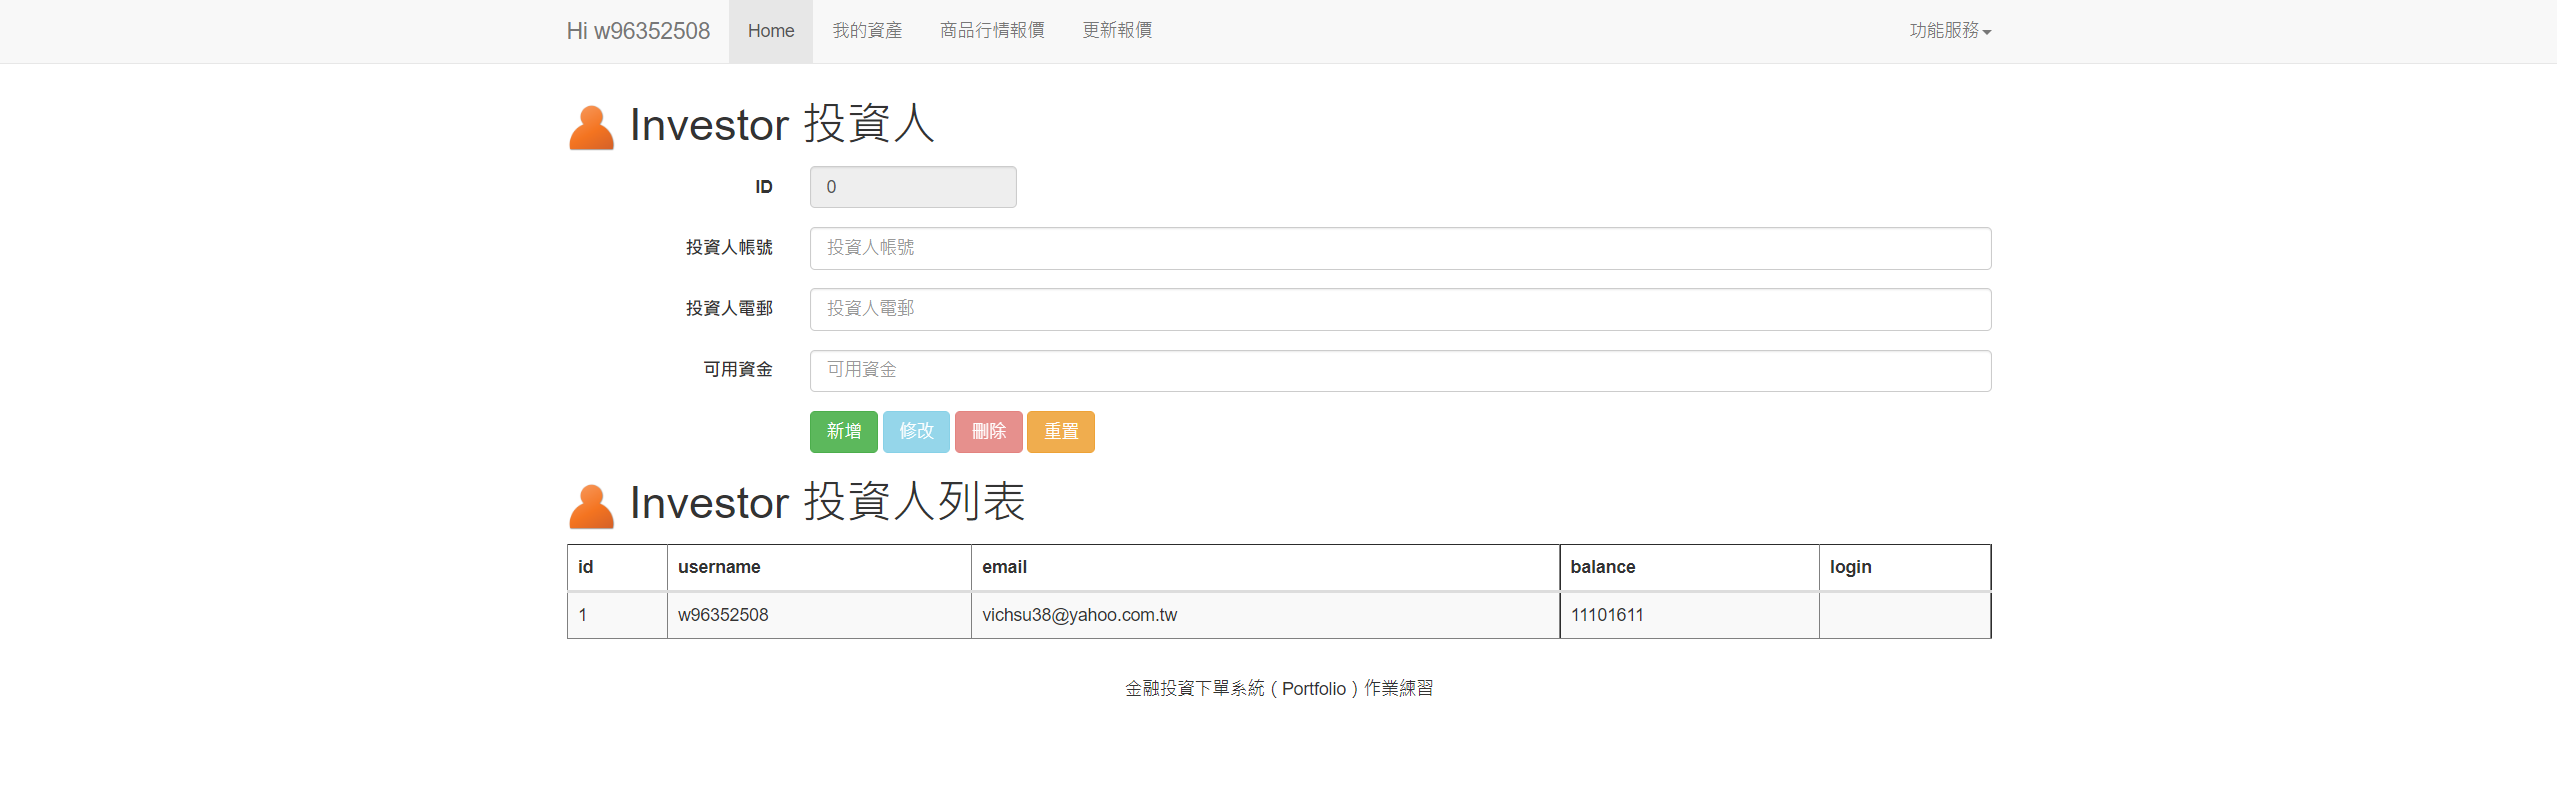 Hi w96352508 Home 我的資產 商品行情報價 更新報價 功能服務
Investor 投資人
ID 0
投資人帳號 投資人帳號
投資人電郵 投資人電郵
可用資金 可用資金
新增 修改 刪除 重置
Investor 投資人列表
id username email balance login
1 w96352508 vichsu38@yahoo.com.tw 11101611
金融投資下單系統 ( Portfolio ) 作業練習